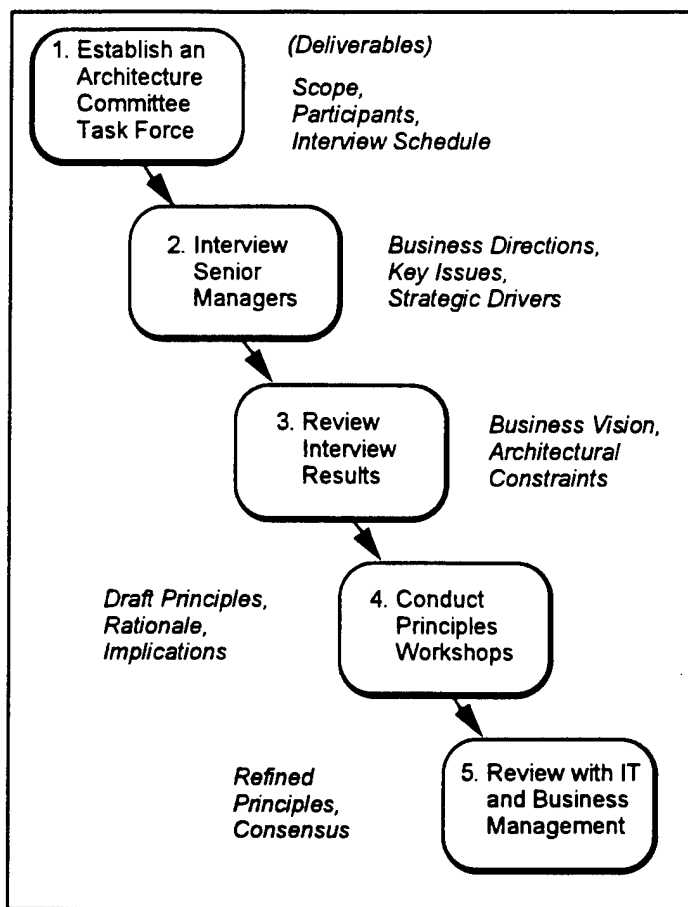 1. Establish an
Architecture
Committee
Task Force
(Deliverables)
Scope,
Participants,
Interview Schedule
2. Interview
Senior
Managers
Business Directions,
Key Issues,
Strategic Drivers
3. Review
Interview
Results
Business Vision,
Architectural
Constraints
Draft Principles,
Rationale,
Implications
4. Conduct
Principles
Workshops
Refined
Principles,
Consensus
5. Review with IT
and Business
Management